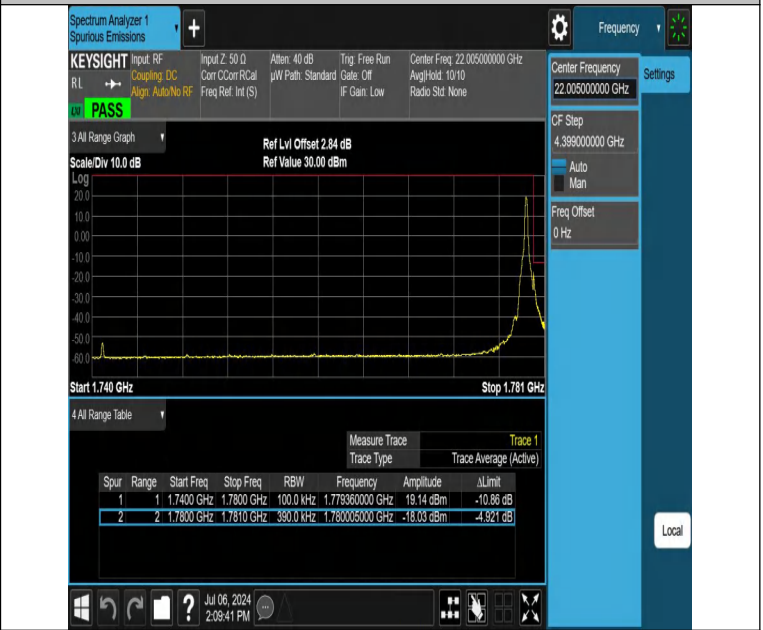 Spectrum Analyzer 1
Spurious Emissions
+
Frequency
KEYSIGHT
RL
PASS
Input: RF
Coupling: DC
Align: Auto/No RF
Input Z: 50 Ω
Corr CCorr RCal
Freq Ref: Int (S)
Atten: 40 dB
µW Path: Standard
Trig: Free Run
Gate: Off
IF Gain: Low
Center Freq: 22.005000000 GHz
Avg|Hold: 10/10
Radio Std: None
Center Frequency
22.005000000 GHz
Settings
CF Step
4.399000000 GHz
Auto
Man
Freq Offset
0 Hz
3 All Range Graph
Ref Lvl Offset 2.84 dB
Scale/Div 10.0 dB
Ref Value 30.00 dBm
Log
20.0
10.0
0.00
-10.0
-20.0
-30.0
-40.0
-50.0
-60.0
Start 1.740 GHz
Stop 1.781 GHz
4 All Range Table
Measure Trace Trace 1
Trace Type Trace Average (Active)
Spur Range Start Freq Stop Freq RBW Frequency Amplitude ΔLimit
1 1 1.7400 GHz 1.7800 GHz 100.0 kHz 1.779360000 GHz 19.14 dBm -10.86 dB
2 2 1.7800 GHz 1.7810 GHz 390.0 kHz 1.780005000 GHz -18.03 dBm -4.921 dB
Local
?
Jul 06, 2024
2:09:41 PM